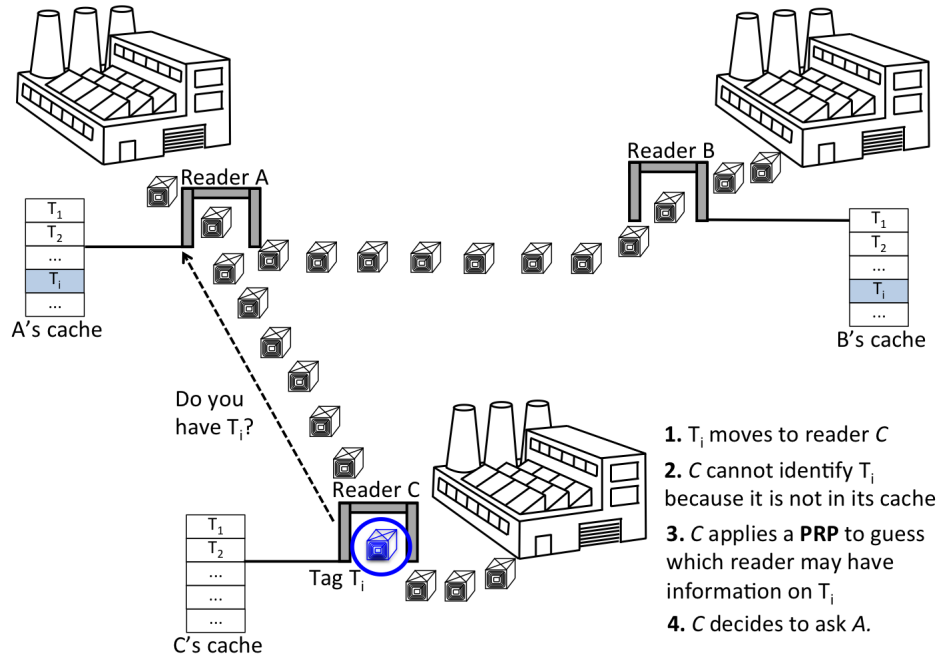 Reader A
Reader B
T1
T2
...
Ti
...
A's cache
T1
T2
...
Ti
...
B's cache
Do you
have Ti?
Reader C
T1
T2
...
...
...
C's cache
Tag Ti
1. Ti moves to reader C
2. C cannot identify Ti
because it is not in its cache
3. C applies a PRP to guess
which reader may have
information on Ti
4. C decides to ask A.